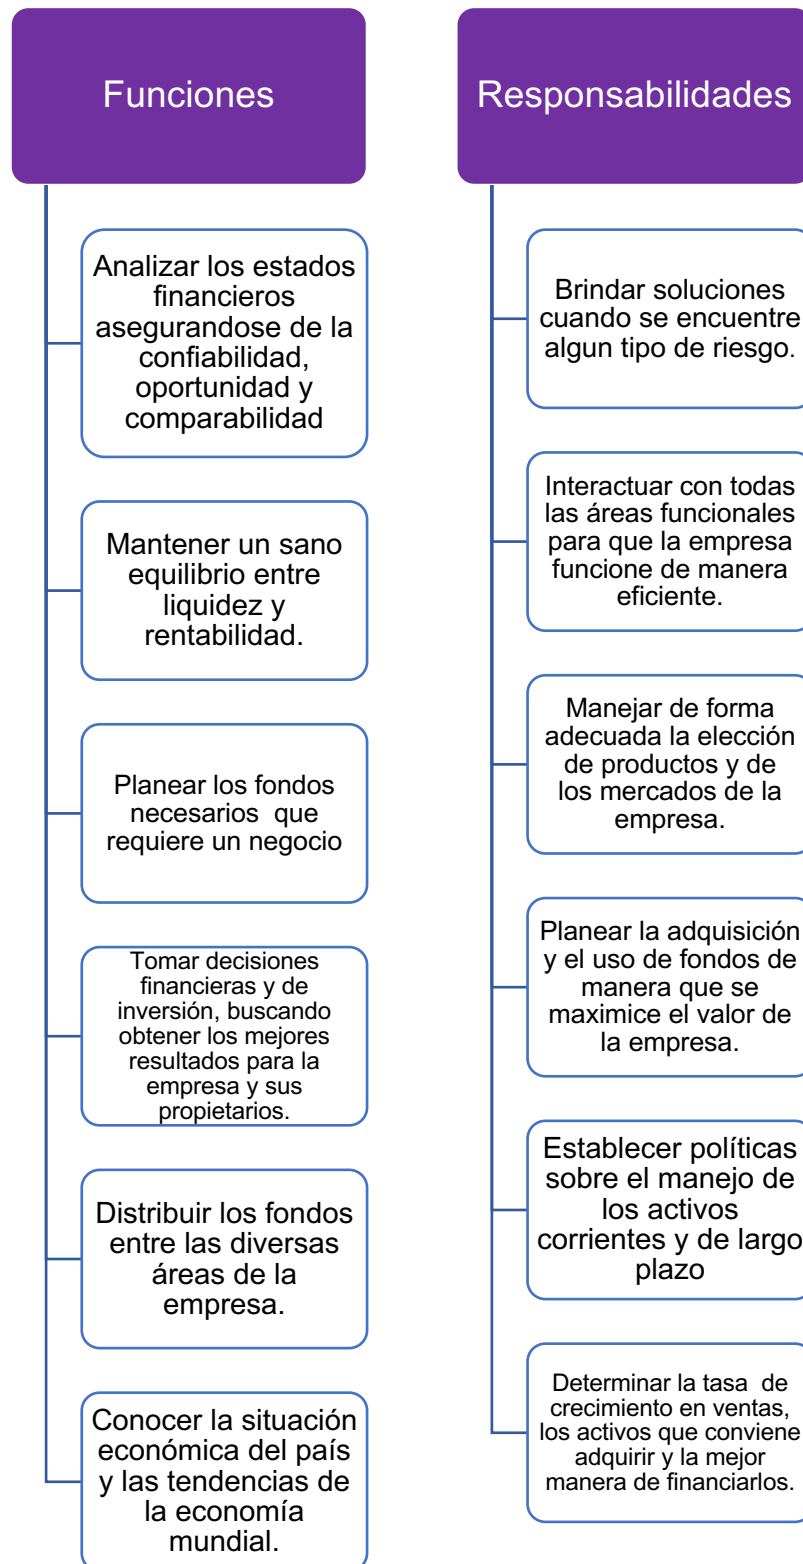 Funciones
Analizar los estados
financieros
asegurandose de la
confiabilidad,
oportunidad y
comparabilidad
Mantener un sano
equilibrio entre
liquidez y
rentabilidad.
Planear los fondos
necesarios  que
requiere un negocio
Tomar decisiones
financieras y de
inversión, buscando
obtener los mejores
resultados para la
empresa y sus
propietarios.
Distribuir los fondos
entre las diversas
áreas de la
empresa.
Conocer la situación
económica del país
y las tendencias de
la economía
mundial.
Responsabilidades
Brindar soluciones
cuando se encuentre
algun tipo de riesgo.
Interactuar con todas
las áreas funcionales
para que la empresa
funcione de manera
eficiente.
Manejar de forma
adecuada la elección
de productos y de
los mercados de la
empresa.
Planear la adquisición
y el uso de fondos de
manera que se
maximice el valor de
la empresa.
Establecer políticas
sobre el manejo de
los activos
corrientes y de largo
plazo
Determinar la tasa  de
crecimiento en ventas,
los activos que conviene
adquirir y la mejor
manera de financiarlos.